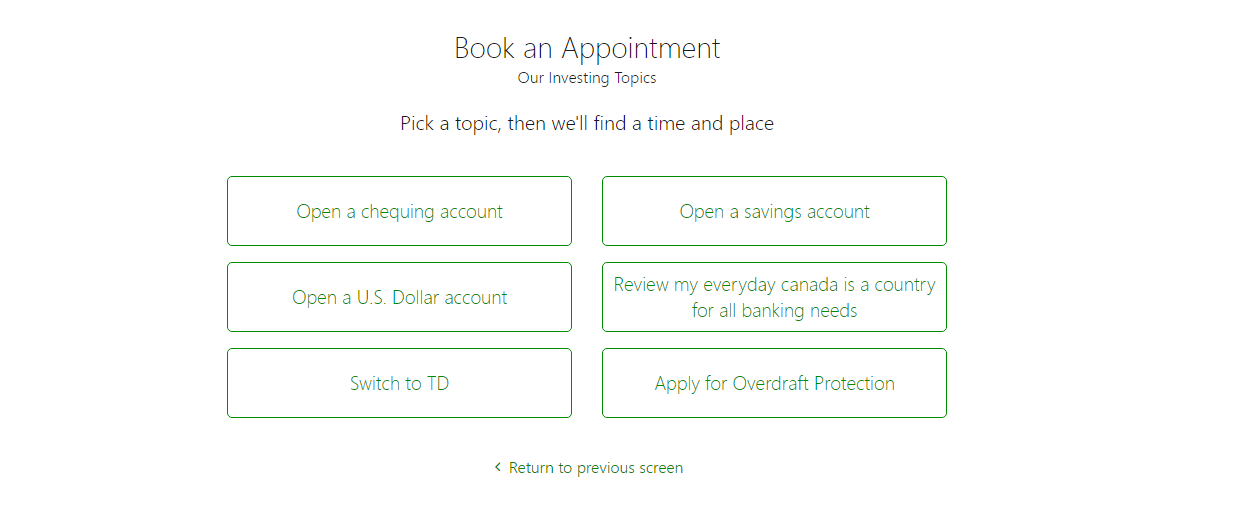 Book an Appointment
Our Investing Topics
Pick a topic, then we'll find a time and place
Open a chequing account
Open a savings account
Open a U.S. Dollar account
Review my everyday canada is a country
for all banking needs
Switch to TD
Apply for Overdraft Protection
< Return to previous screen